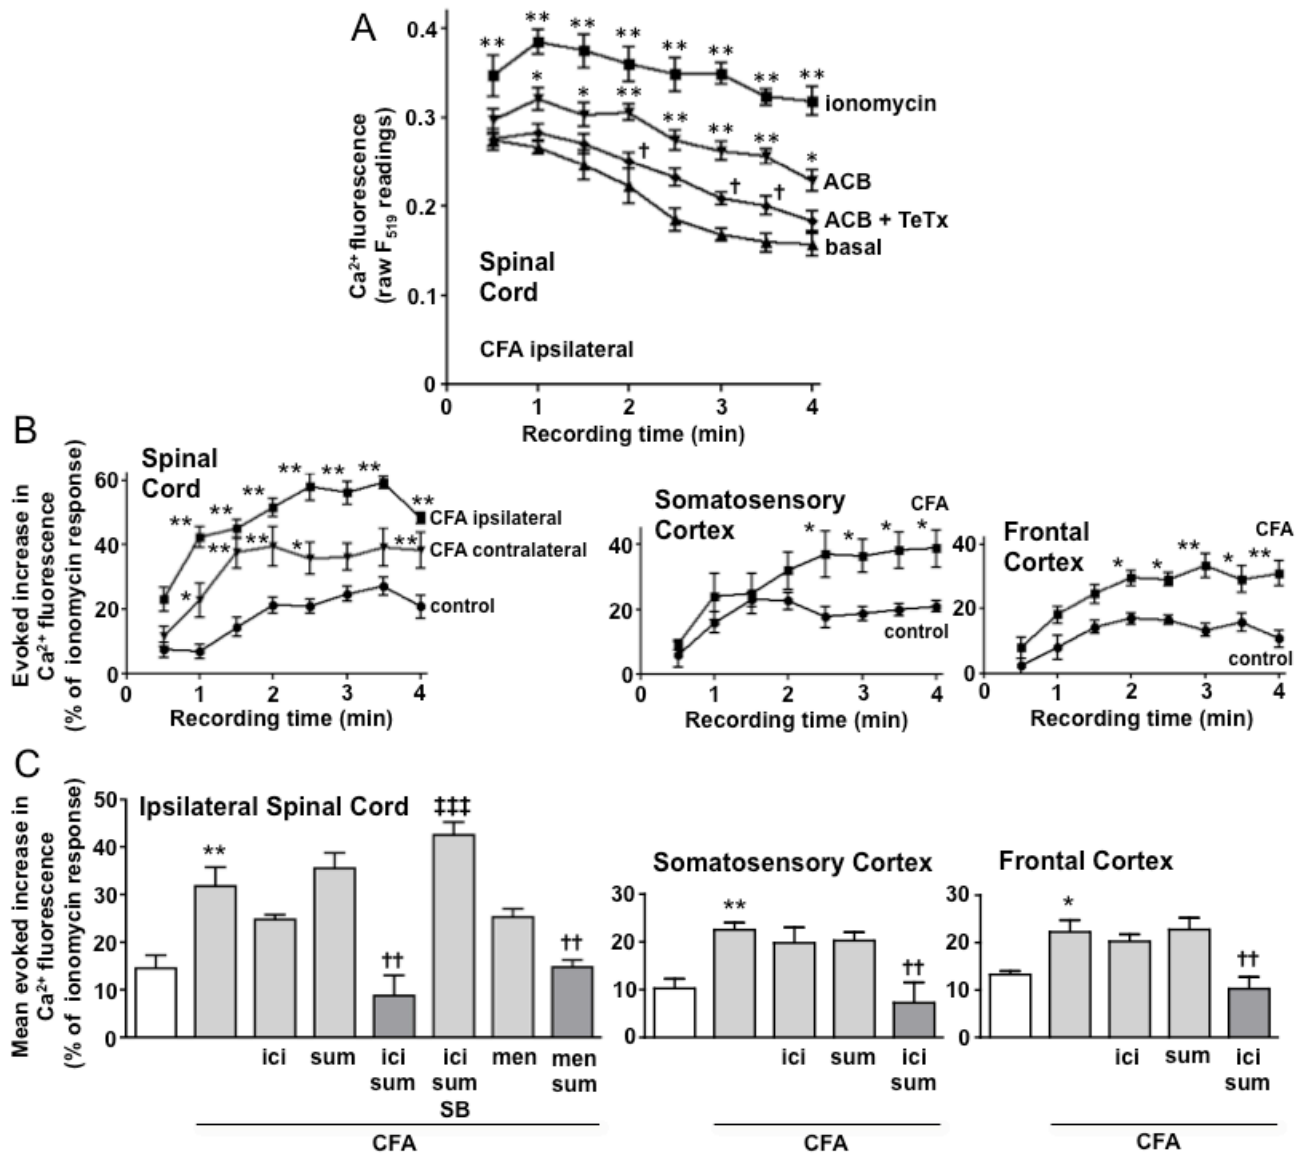 A
Ca²⁺ fluorescence
(raw F₅₁₉ readings)
0.4
0.3
0.2
0.1
0
** ** ** ** ** ** ** **
ionomycin
* * ** ** ** ** *
ACB
† † †
ACB + TeTx
basal
Spinal
Cord
CFA ipsilateral
0 1 2 3 4
Recording time (min)
B
Evoked increase in
Ca²⁺ fluorescence
(% of ionomycin response)
Spinal
Cord
60
40
20
0
** ** ** ** ** ** **
CFA ipsilateral
* ** ** * **
CFA contralateral
control
0 1 2 3 4
Recording time (min)
Somatosensory
Cortex
40
20
0
CFA
* * * *
control
0 1 2 3 4
Recording time (min)
Frontal
Cortex
40
20
0
CFA
* * ** * **
control
0 1 2 3 4
Recording time (min)
C
Mean evoked increase in
Ca²⁺ fluorescence
(% of ionomycin response)
Ipsilateral Spinal Cord
50
40
30
20
10
0
** †† ‡‡‡ ††
ici sum ici ici men men
sum sum sum
SB
CFA
Somatosensory Cortex
30
20
10
0
** ††
ici sum ici
sum
CFA
Frontal Cortex
30
20
10
0
* ††
ici sum ici
sum
CFA